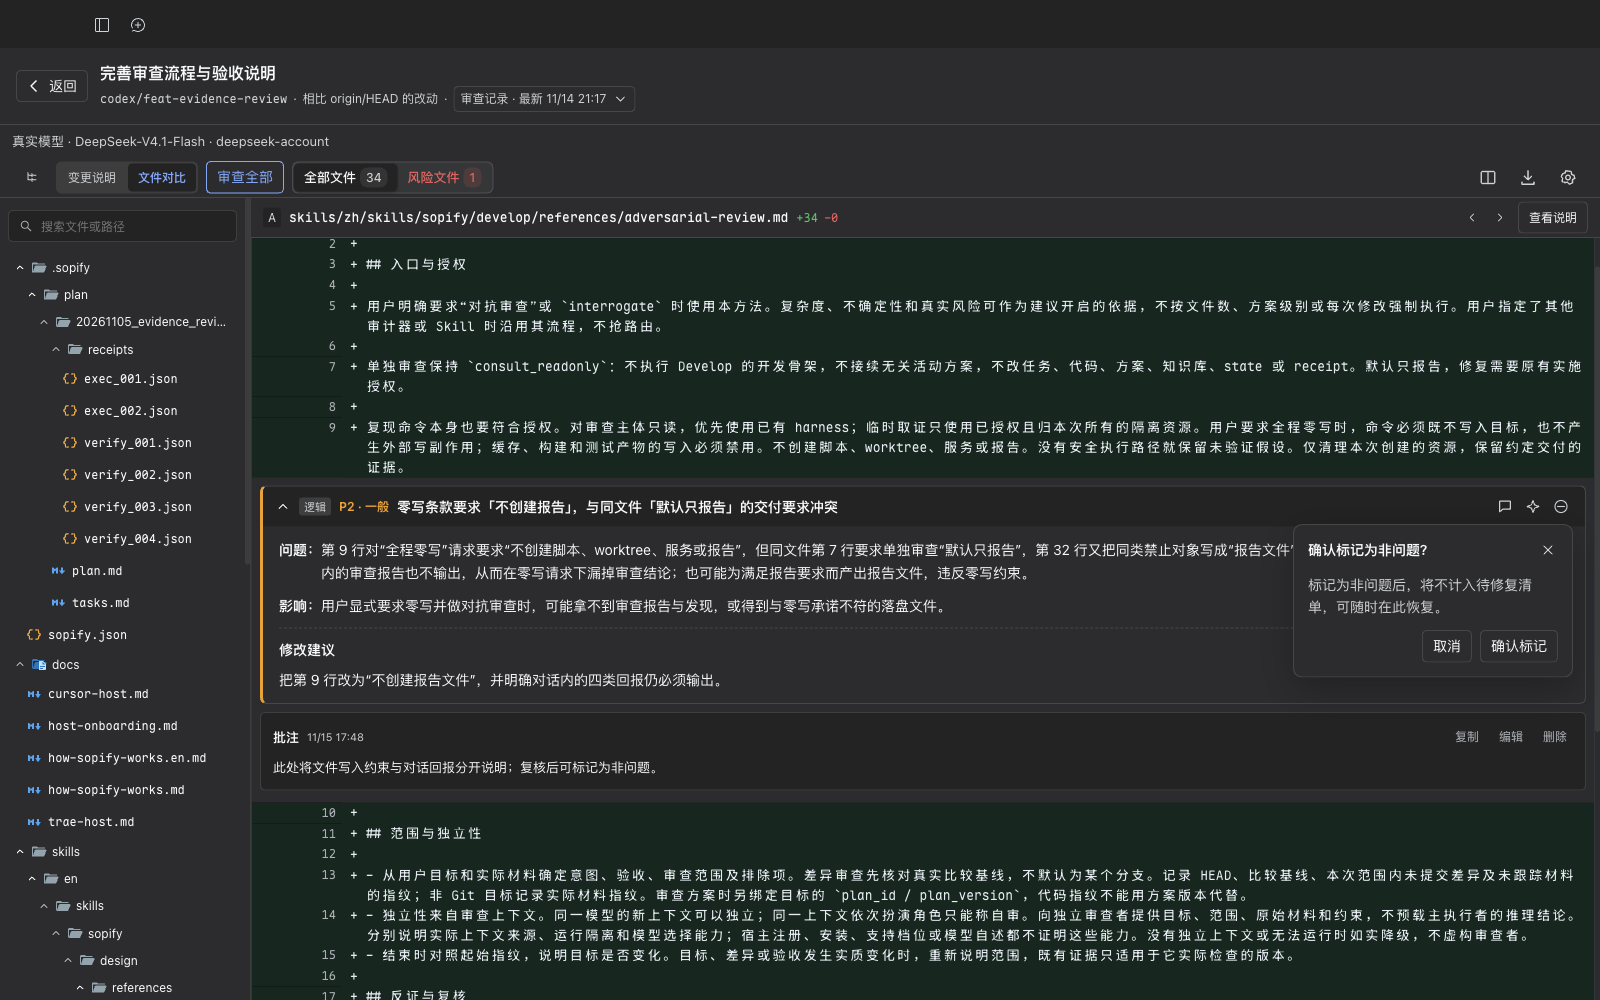 返回
完善审查流程与验收说明
codex/feat-evidence-review · 相比 origin/HEAD 的改动 · 审查记录 · 最新 11/14 21:17
真实模型 · DeepSeek-V4.1-Flash · deepseek-account
变更说明 文件对比 审查全部 全部文件 34 风险文件 1
搜索文件或路径
.sopify
plan
20261105_evidence_revi...
receipts
exec_001.json
exec_002.json
verify_001.json
verify_002.json
verify_003.json
verify_004.json
plan.md
tasks.md
sopify.json
docs
cursor-host.md
host-onboarding.md
how-sopify-works.en.md
how-sopify-works.md
trae-host.md
skills
en
skills
sopify
design
references
A skills/zh/skills/sopify/develop/references/adversarial-review.md +34 -0 查看说明
2 +
3 + ## 入口与授权
4 +
5 + 用户明确要求“对抗审查”或 `interrogate` 时使用本方法。复杂度、不确定性和真实风险可作为建议开启的依据，不按文件数、方案级别或每次修改强制执行。用户指定了其他
审计器或 Skill 时沿用其流程，不抢路由。
6 +
7 + 单独审查保持 `consult_readonly`：不执行 Develop 的开发骨架，不接续无关活动方案，不改任务、代码、方案、知识库、state 或 receipt。默认只报告，修复需要原有实施
授权。
8 +
9 + 复现命令本身也要符合授权。对审查主体只读，优先使用已有 harness；临时取证只使用已授权且归本次所有的隔离资源。用户要求全程零写时，命令必须既不写入目标，也不产
生外部写副作用；缓存、构建和测试产物的写入必须禁用。不创建脚本、worktree、服务或报告。没有安全执行路径就保留未验证假设。仅清理本次创建的资源，保留约定交付的
证据。
逻辑 P2 · 一般 零写条款要求「不创建报告」，与同文件「默认只报告」的交付要求冲突
问题：第 9 行对“全程零写”请求要求“不创建脚本、worktree、服务或报告”，但同文件第 7 行要求单独审查“默认只报告”，第 32 行又把同类禁止对象写成“报告文件”
内的审查报告也不输出，从而在零写请求下漏掉审查结论；也可能为满足报告要求而产出报告文件，违反零写约束。
影响：用户显式要求零写并做对抗审查时，可能拿不到审查报告与发现，或得到与零写承诺不符的落盘文件。
修改建议
把第 9 行改为“不创建报告文件”，并明确对话内的四类回报仍必须输出。
确认标记为非问题？
标记为非问题后，将不计入待修复清
单，可随时在此恢复。
取消 确认标记
批注 11/15 17:48 复制 编辑 删除
此处将文件写入约束与对话回报分开说明；复核后可标记为非问题。
10 +
11 + ## 范围与独立性
12 +
13 + - 从用户目标和实际材料确定意图、验收、审查范围及排除项。差异审查先核对真实比较基线，不默认为某个分支。记录 HEAD、比较基线、本次范围内未提交差异及未跟踪材料
的指纹；非 Git 目标记录实际材料指纹。审查方案时另绑定目标的 `plan_id / plan_version`，代码指纹不能用方案版本代替。
14 + - 独立性来自审查上下文。同一模型的新上下文可以独立；同一上下文依次扮演角色只能称自审。向独立审查者提供目标、范围、原始材料和约束，不预载主执行者的推理结论。
分别说明实际上下文来源、运行隔离和模型选择能力；宿主注册、安装、支持档位或模型自述都不证明这些能力。没有独立上下文或无法运行时如实降级，不虚构审查者。
15 + - 结束时对照起始指纹，说明目标是否变化。目标、差异或验收发生实质变化时，重新说明范围，既有证据只适用于它实际检查的版本。
16 +
17 + ## 反证与复核